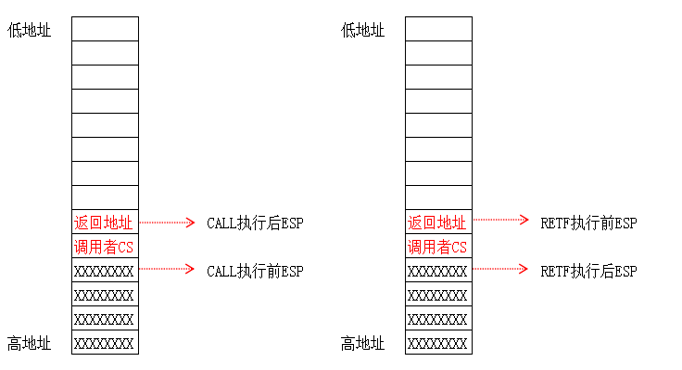 低地址
低地址
返回地址 CALL执行后ESP
返回地址 RETF执行前ESP
调用者CS
调用者CS
XXXXXXXX CALL执行前ESP
XXXXXXXX RETF执行后ESP
XXXXXXXX
XXXXXXXX
XXXXXXXX
XXXXXXXX
高地址 XXXXXXXX
高地址 XXXXXXXX